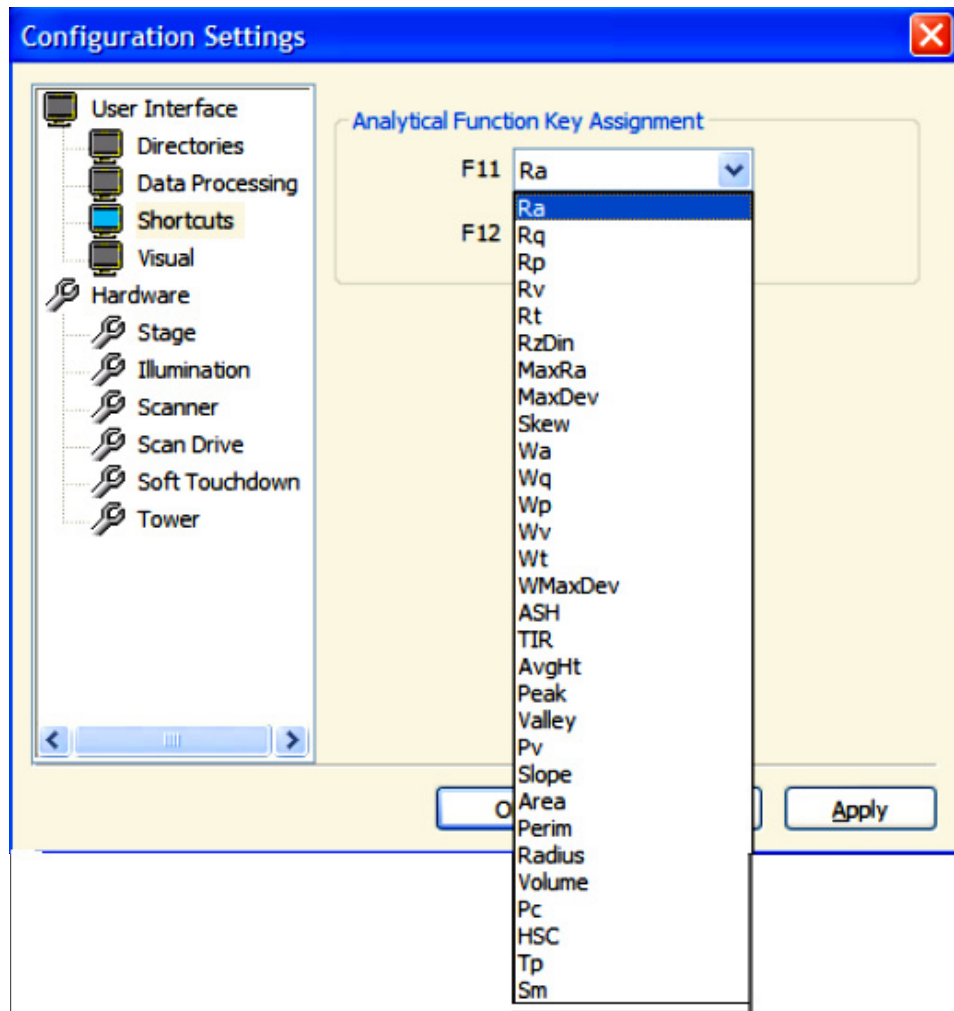 Configuration Settings
User Interface
Directories
Data Processing
Shortcuts
Visual
Hardware
Stage
Illumination
Scanner
Scan Drive
Soft Touchdown
Tower
Analytical Function Key Assignment
F11 Ra
F12
Ra
Rq
Rp
Rv
Rt
RzDin
MaxRa
MaxDev
Skew
Wa
Wq
Wp
Wv
Wt
WMaxDev
ASH
TIR
AvgHt
Peak
Valley
Pv
Slope
Area
Perim
Radius
Volume
Pc
HSC
Tp
Sm
Apply